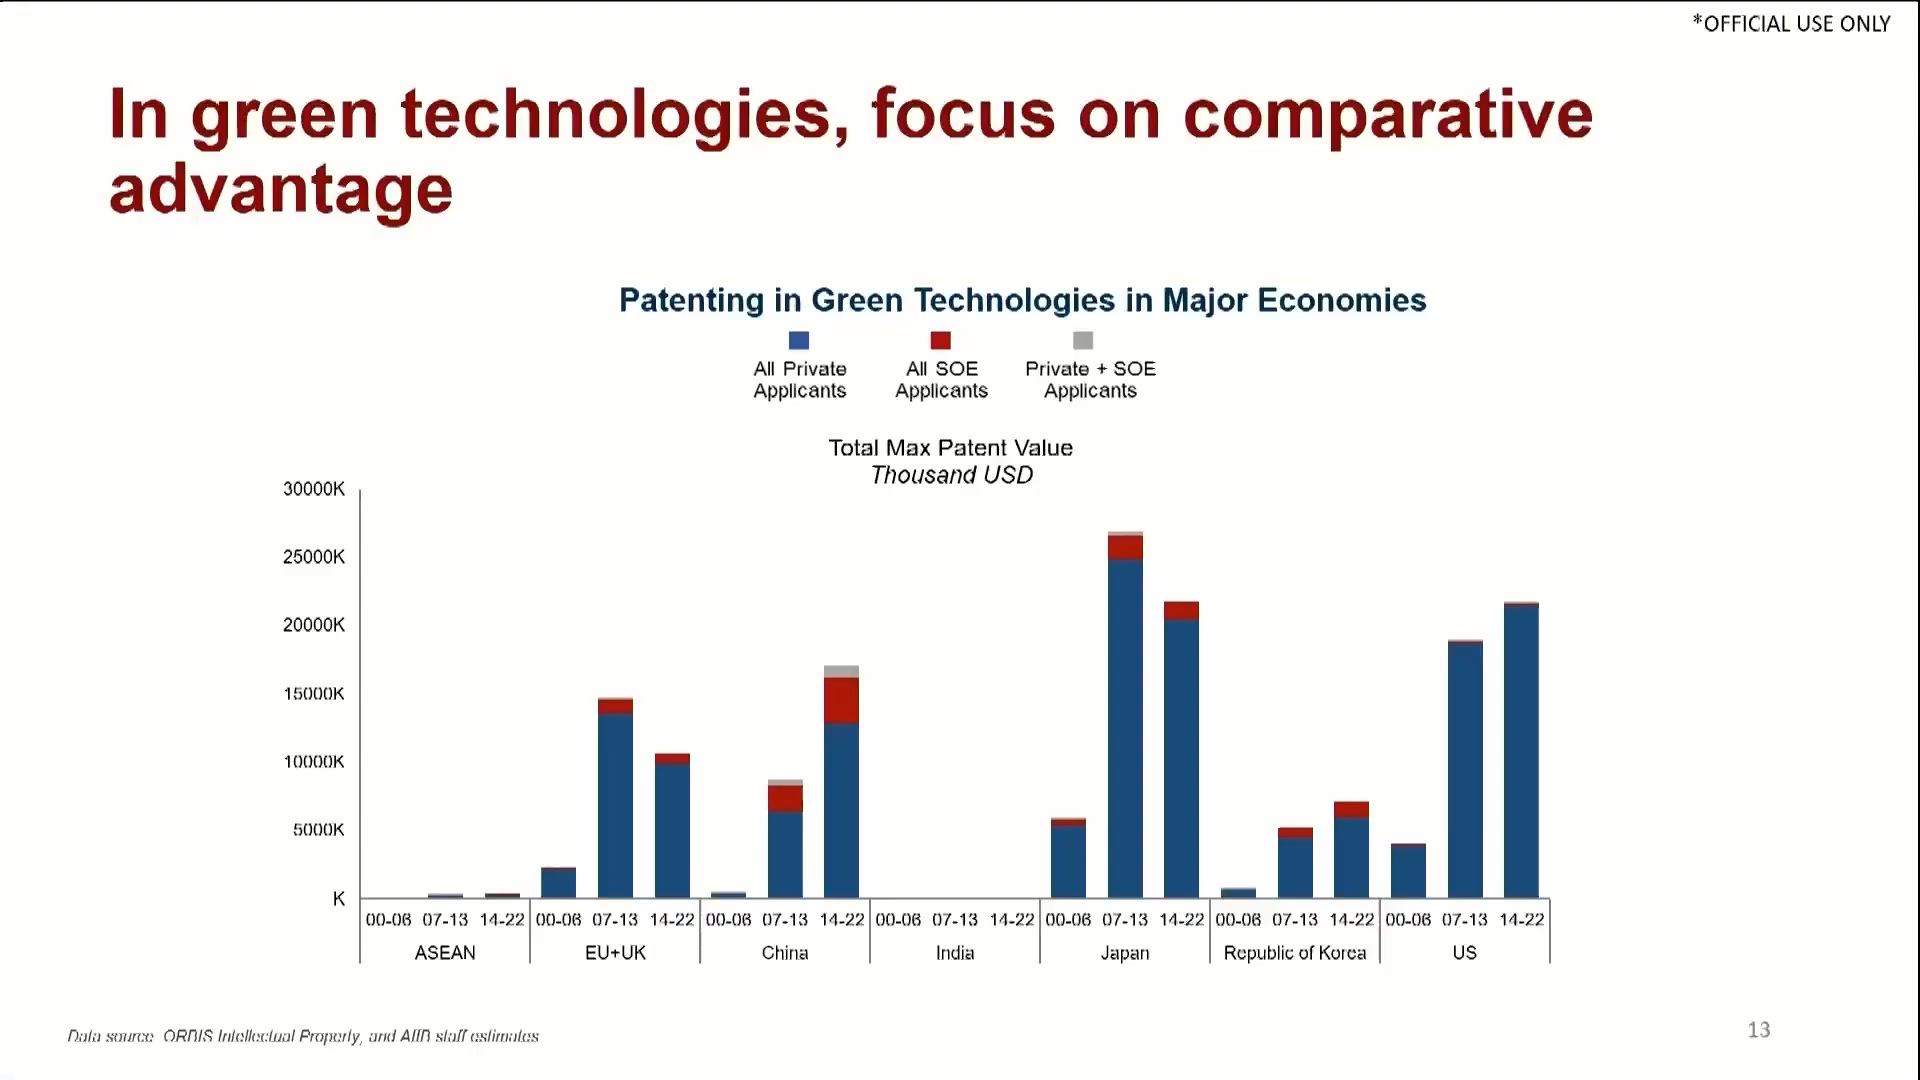 *OFFICIAL USE ONLY
In green technologies, focus on comparative
advantage
Patenting in Green Technologies in Major Economies
All Private All SOE Private + SOE
Applicants Applicants Applicants
Total Max Patent Value
Thousand USD
30000K
25000K
20000K
15000K
10000K
5000K
K
00-06 07-13 14-22 00-06 07-13 14-22 00-06 07-13 14-22 00-06 07-13 14-22 00-06 07-13 14-22 00-06 07-13 14-22 00-06 07-13 14-22
ASEAN EU+UK China India Japan Republic of Korea US
Data source: ORBIS Intellectual Property, and AIIB staff estimates
13